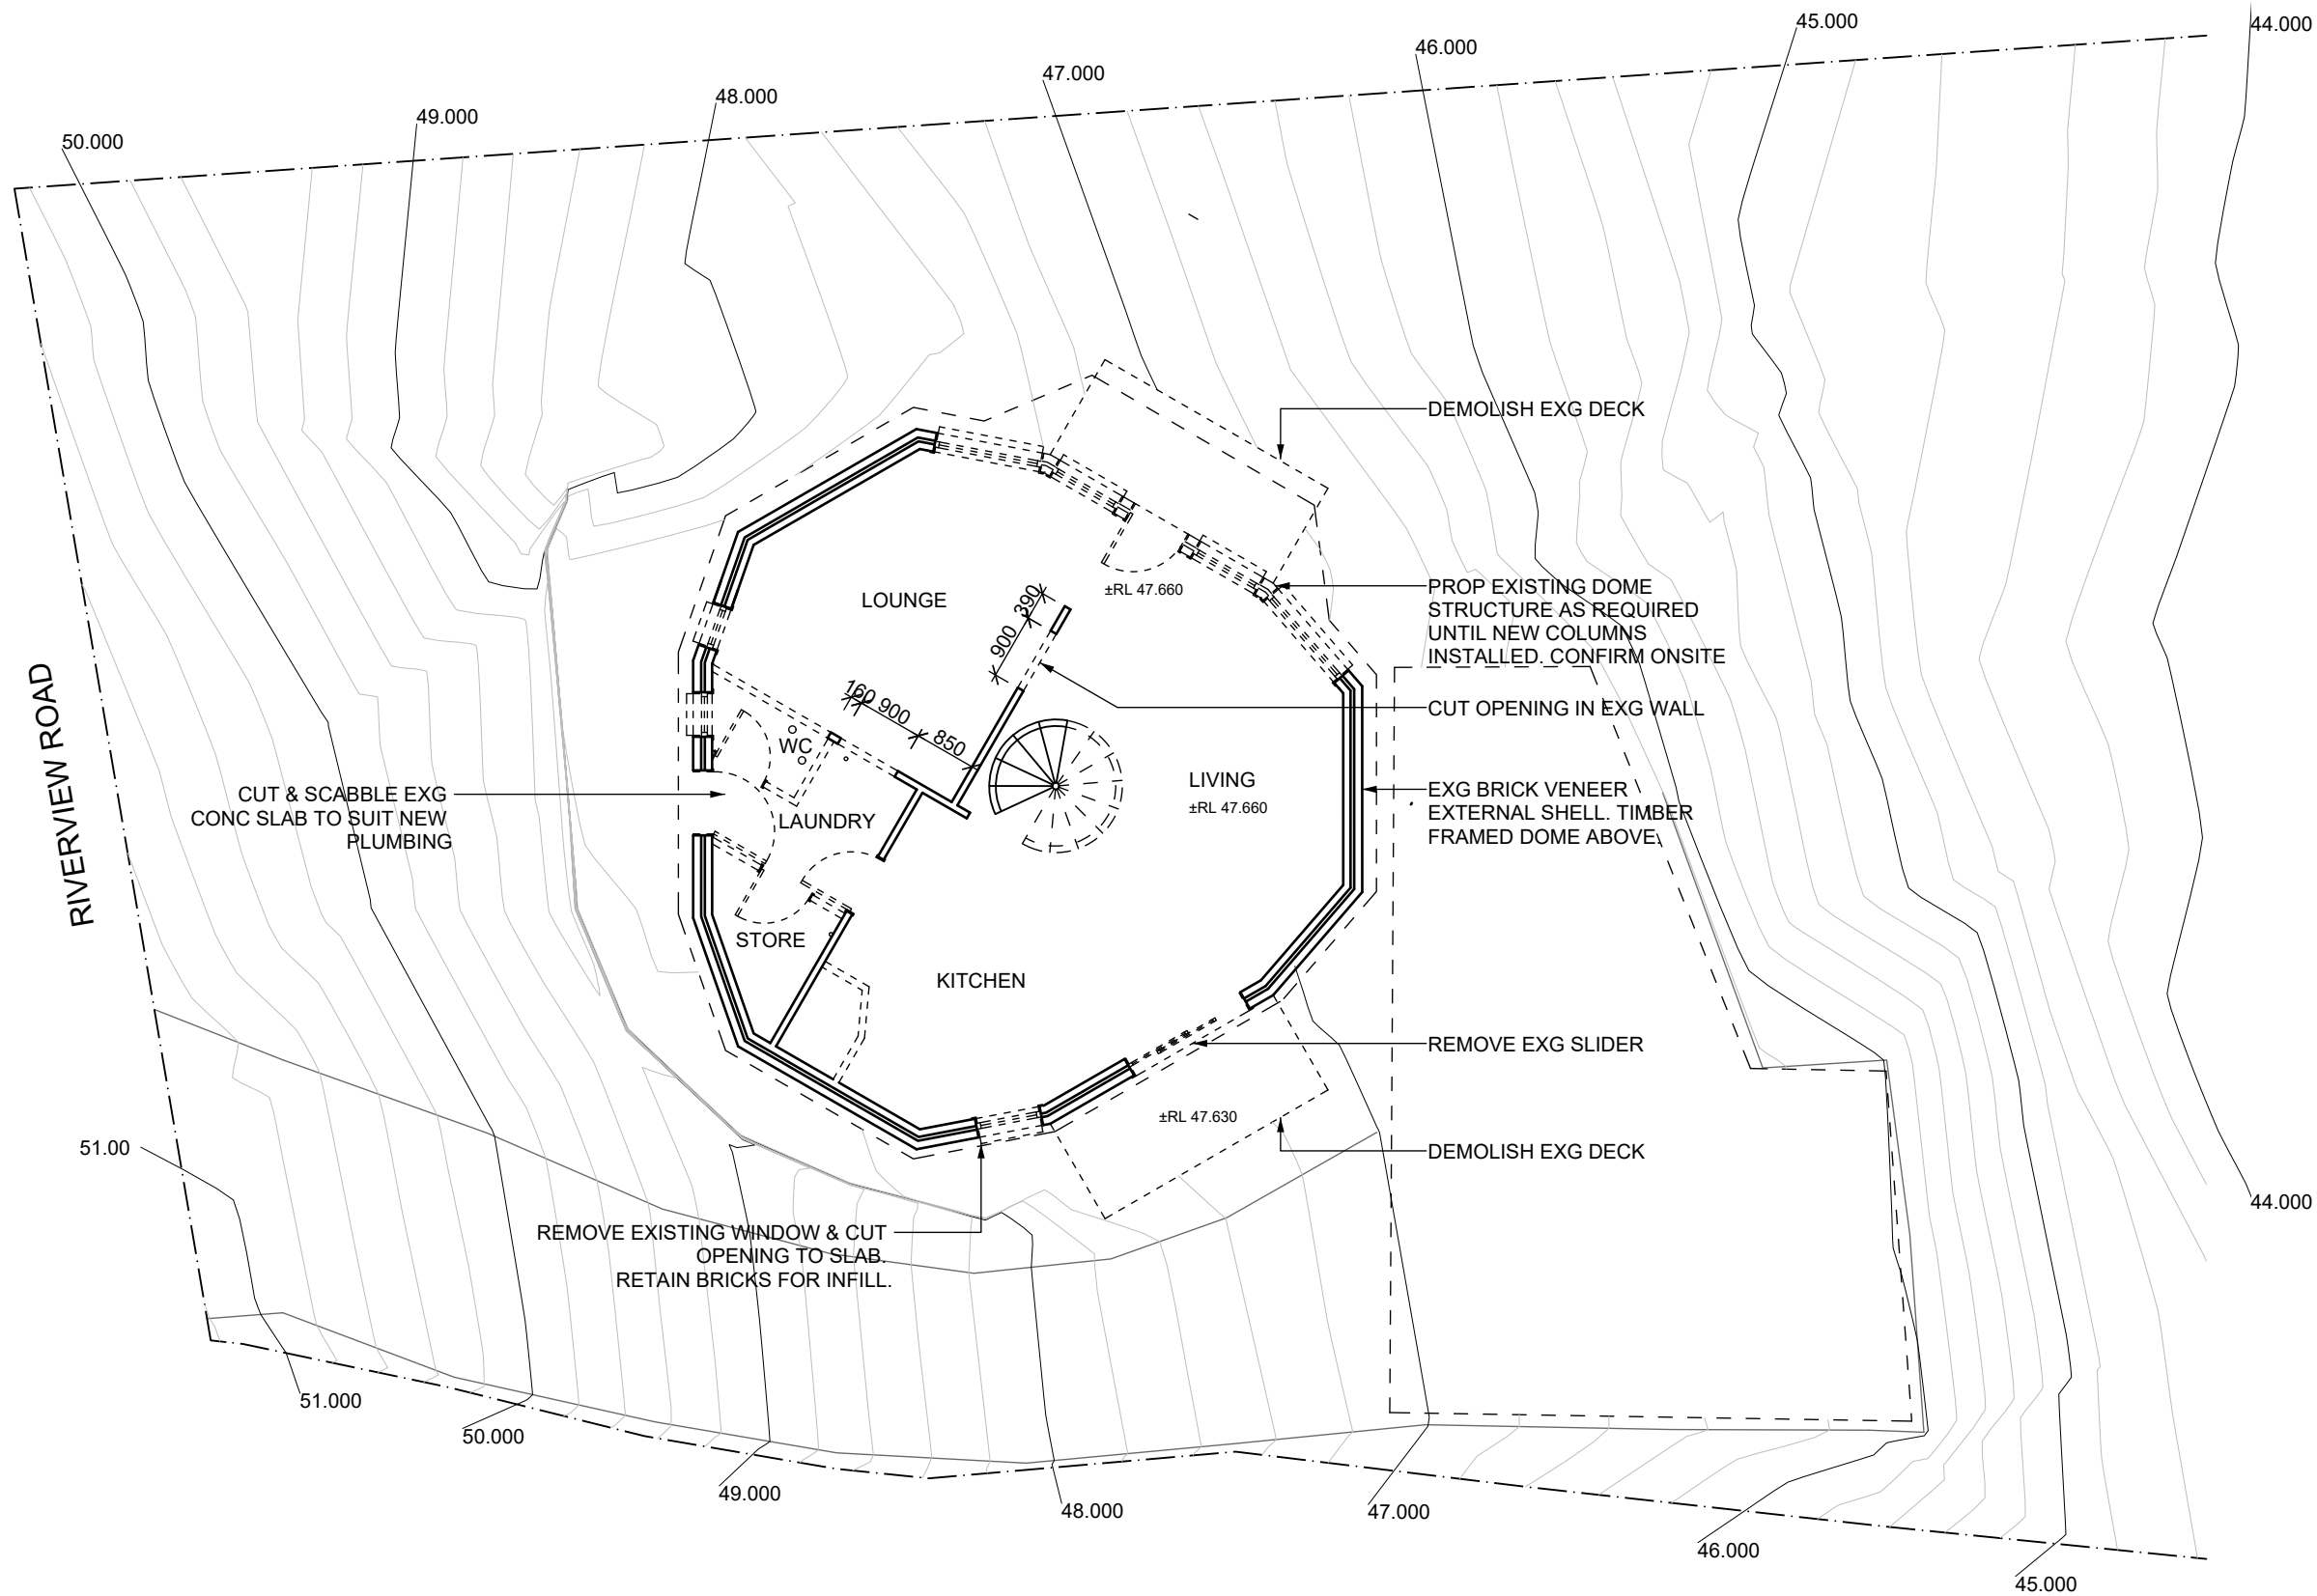 44.000
45.000
46.000
47.000
48.000
49.000
50.000
DEMOLISH EXG DECK
PROP EXISTING DOME
STRUCTURE AS REQUIRED
UNTIL NEW COLUMNS
INSTALLED. CONFIRM ONSITE
±RL 47.660
LOUNGE
390
900
160 900
850
CUT OPENING IN EXG WALL
RIVERVIEW ROAD
WC
LIVING
±RL 47.660
CUT & SCABBLE EXG
CONC SLAB TO SUIT NEW
PLUMBING
LAUNDRY
EXG BRICK VENEER
EXTERNAL SHELL. TIMBER
FRAMED DOME ABOVE.
STORE
KITCHEN
REMOVE EXG SLIDER
±RL 47.630
51.00
DEMOLISH EXG DECK
44.000
REMOVE EXISTING WINDOW & CUT
OPENING TO SLAB.
RETAIN BRICKS FOR INFILL.
51.000
50.000
49.000
48.000
47.000
46.000
45.000